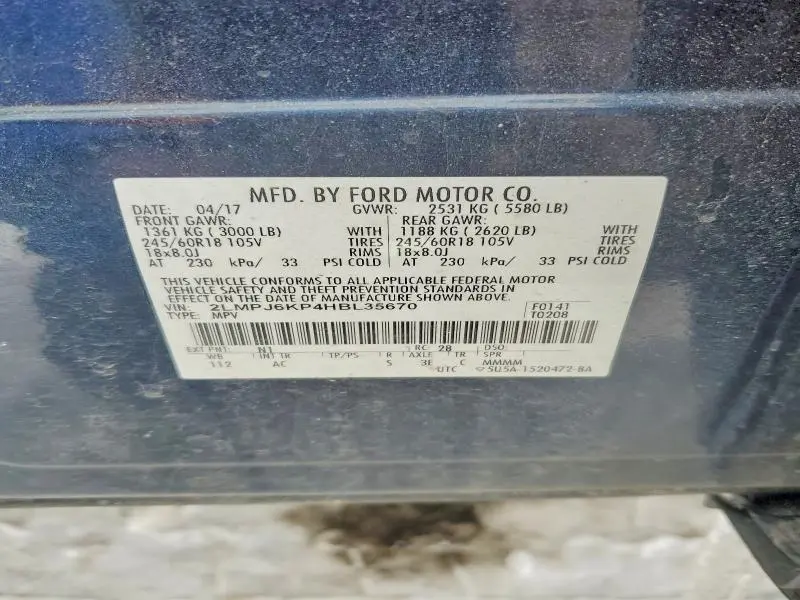 MFD. BY FORD MOTOR CO.
DATE: 04/17 GVWR: 2531 KG ( 5580 LB)
FRONT GAWR: REAR GAWR:
1361 KG ( 3000 LB) WITH 1188 KG ( 2620 LB) WITH
245/60R18 105V TIRES 245/60R18 105V TIRES
18x8.0J RIMS 18x8.0J RIMS
AT 230 kPa/ 33 PSI COLD AT 230 kPa/ 33 PSI COLD
THIS VEHICLE CONFORMS TO ALL APPLICABLE FEDERAL MOTOR
VEHICLE SAFETY AND THEFT PREVENTION STANDARDS IN
EFFECT ON THE DATE OF MANUFACTURE SHOWN ABOVE.
VIN: 2LMPJ6KP4HBL35670 F0141
TYPE: MPV T0208
EXT PNT: N1 RC: 28 DSO:
WB INT TR TP/PS R AXLE TR SPR
112 AC S 3E C MMMM
UTC 5U5A-1520472-BA